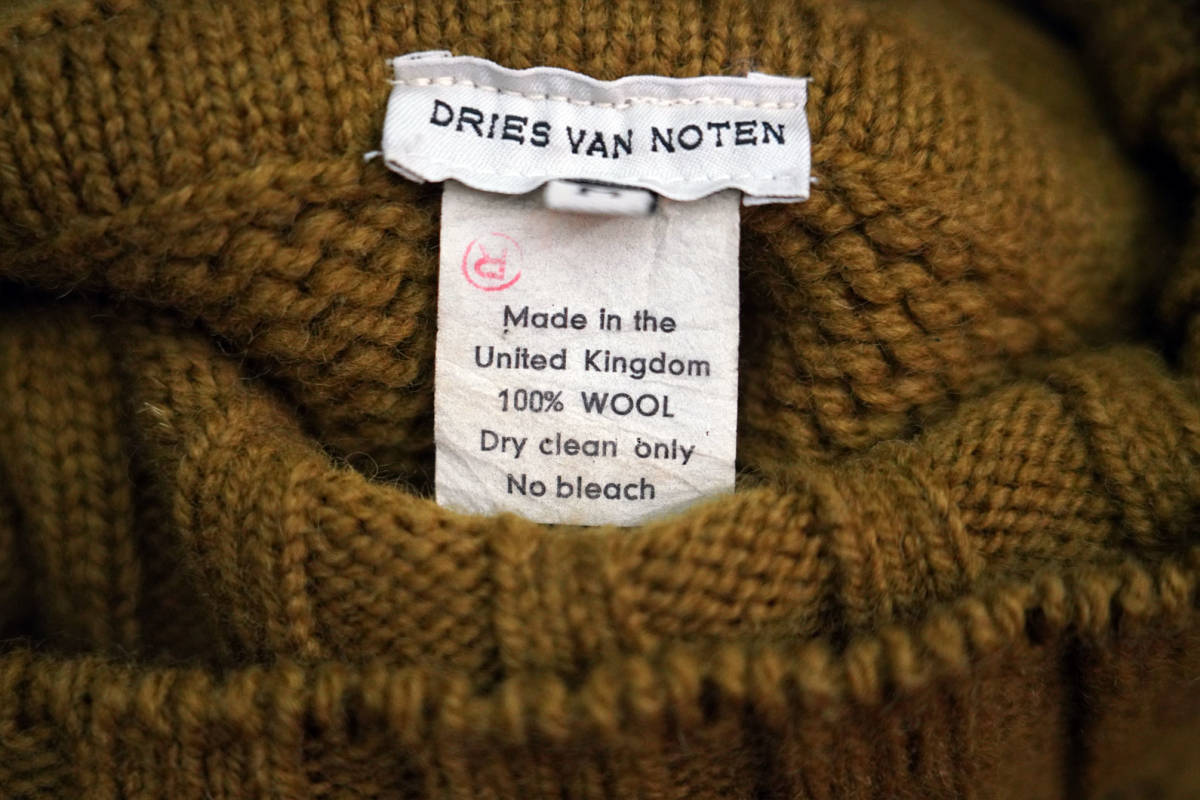 DRIES VAN NOTEN
R
Made in the
United Kingdom
100% WOOL
Dry clean only
No bleach